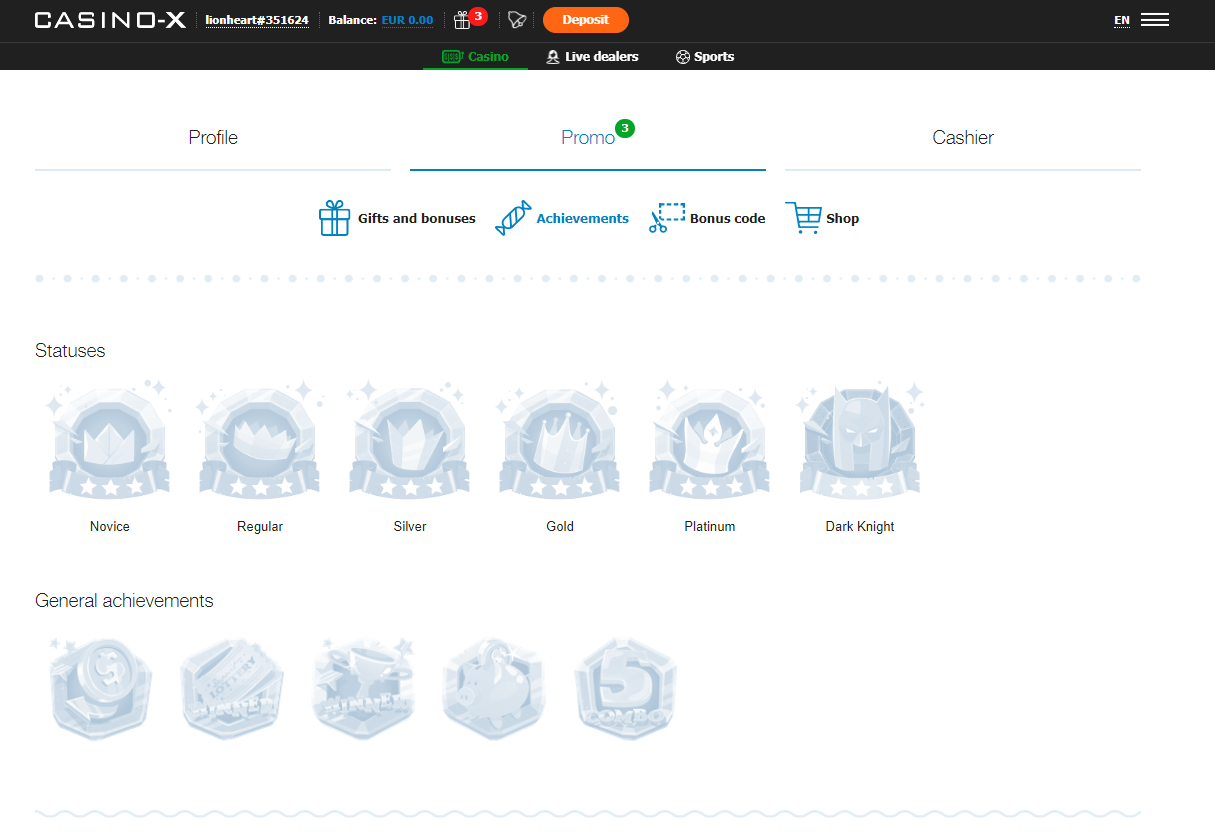 CASINO-X lionheart#351624 Balance: EUR 0.00 3 Deposit EN
Casino Live dealers Sports
Profile Promo 3 Cashier
Gifts and bonuses Achievements Bonus code Shop
Statuses
Novice Regular Silver Gold Platinum Dark Knight
General achievements
LOTTERY 5
WINNER WINNER COMBO